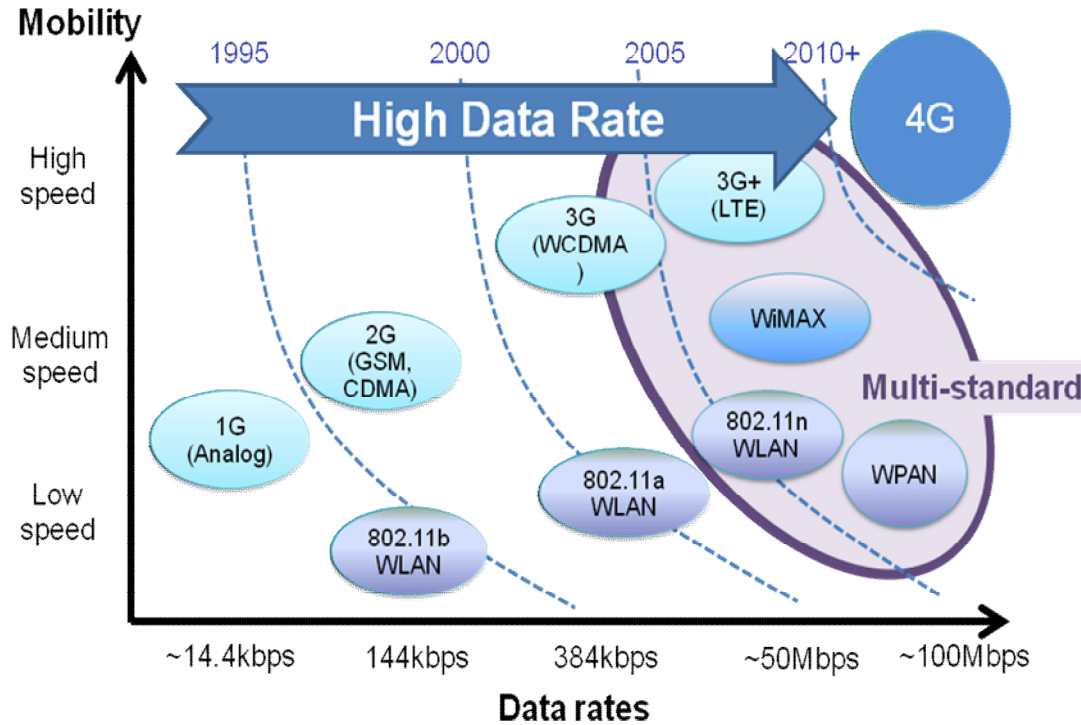 Mobility
1995
2000
2005
2010+
High Data Rate
4G
High
speed
3G+
(LTE)
3G
(WCDMA
)
WiMAX
Medium
speed
2G
(GSM,
CDMA)
Multi-standard
1G
(Analog)
802.11n
WLAN
WPAN
802.11a
WLAN
Low
speed
802.11b
WLAN
~14.4kbps
144kbps
384kbps
~50Mbps
~100Mbps
Data rates